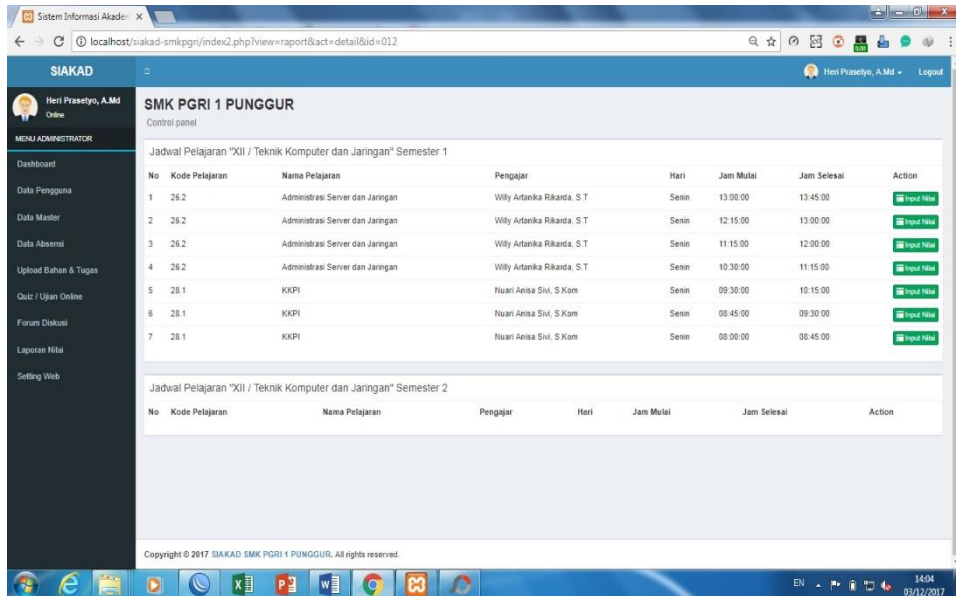 Sistem Informasi Akadem
localhost/siakad-smkpgri/index2.php?view=raport&act=detail&id=012
0,00
SIAKAD
Heri Prasetyo, A.Md
Logout
Heri Prasetyo, A.Md
Online
SMK PGRI 1 PUNGGUR
Control panel
MENU ADMINISTRATOR
Dashboard
Data Pengguna
Data Master
Data Absensi
Upload Bahan & Tugas
Quiz / Ujian Online
Forum Diskusi
Laporan Nilai
Setting Web
Jadwal Pelajaran "XII / Teknik Komputer dan Jaringan" Semester 1
No Kode Pelajaran Nama Pelajaran Pengajar Hari Jam Mulai Jam Selesai Action
1 26.2 Administrasi Server dan Jaringan Willy Artanika Rikarda, S.T Senin 13:00:00 13:45:00 Input Nilai
2 26.2 Administrasi Server dan Jaringan Willy Artanika Rikarda, S.T Senin 12:15:00 13:00:00 Input Nilai
3 26.2 Administrasi Server dan Jaringan Willy Artanika Rikarda, S.T Senin 11:15:00 12:00:00 Input Nilai
4 26.2 Administrasi Server dan Jaringan Willy Artanika Rikarda, S.T Senin 10:30:00 11:15:00 Input Nilai
5 28.1 KKPI Nuari Anisa Sivi, S.Kom Senin 09:30:00 10:15:00 Input Nilai
6 28.1 KKPI Nuari Anisa Sivi, S.Kom Senin 08:45:00 09:30:00 Input Nilai
7 28.1 KKPI Nuari Anisa Sivi, S.Kom Senin 08:00:00 08:45:00 Input Nilai
Jadwal Pelajaran "XII / Teknik Komputer dan Jaringan" Semester 2
No Kode Pelajaran Nama Pelajaran Pengajar Hari Jam Mulai Jam Selesai Action
Copyright © 2017 SIAKAD SMK PGRI 1 PUNGGUR. All rights reserved.
EN
14:04
03/12/2017